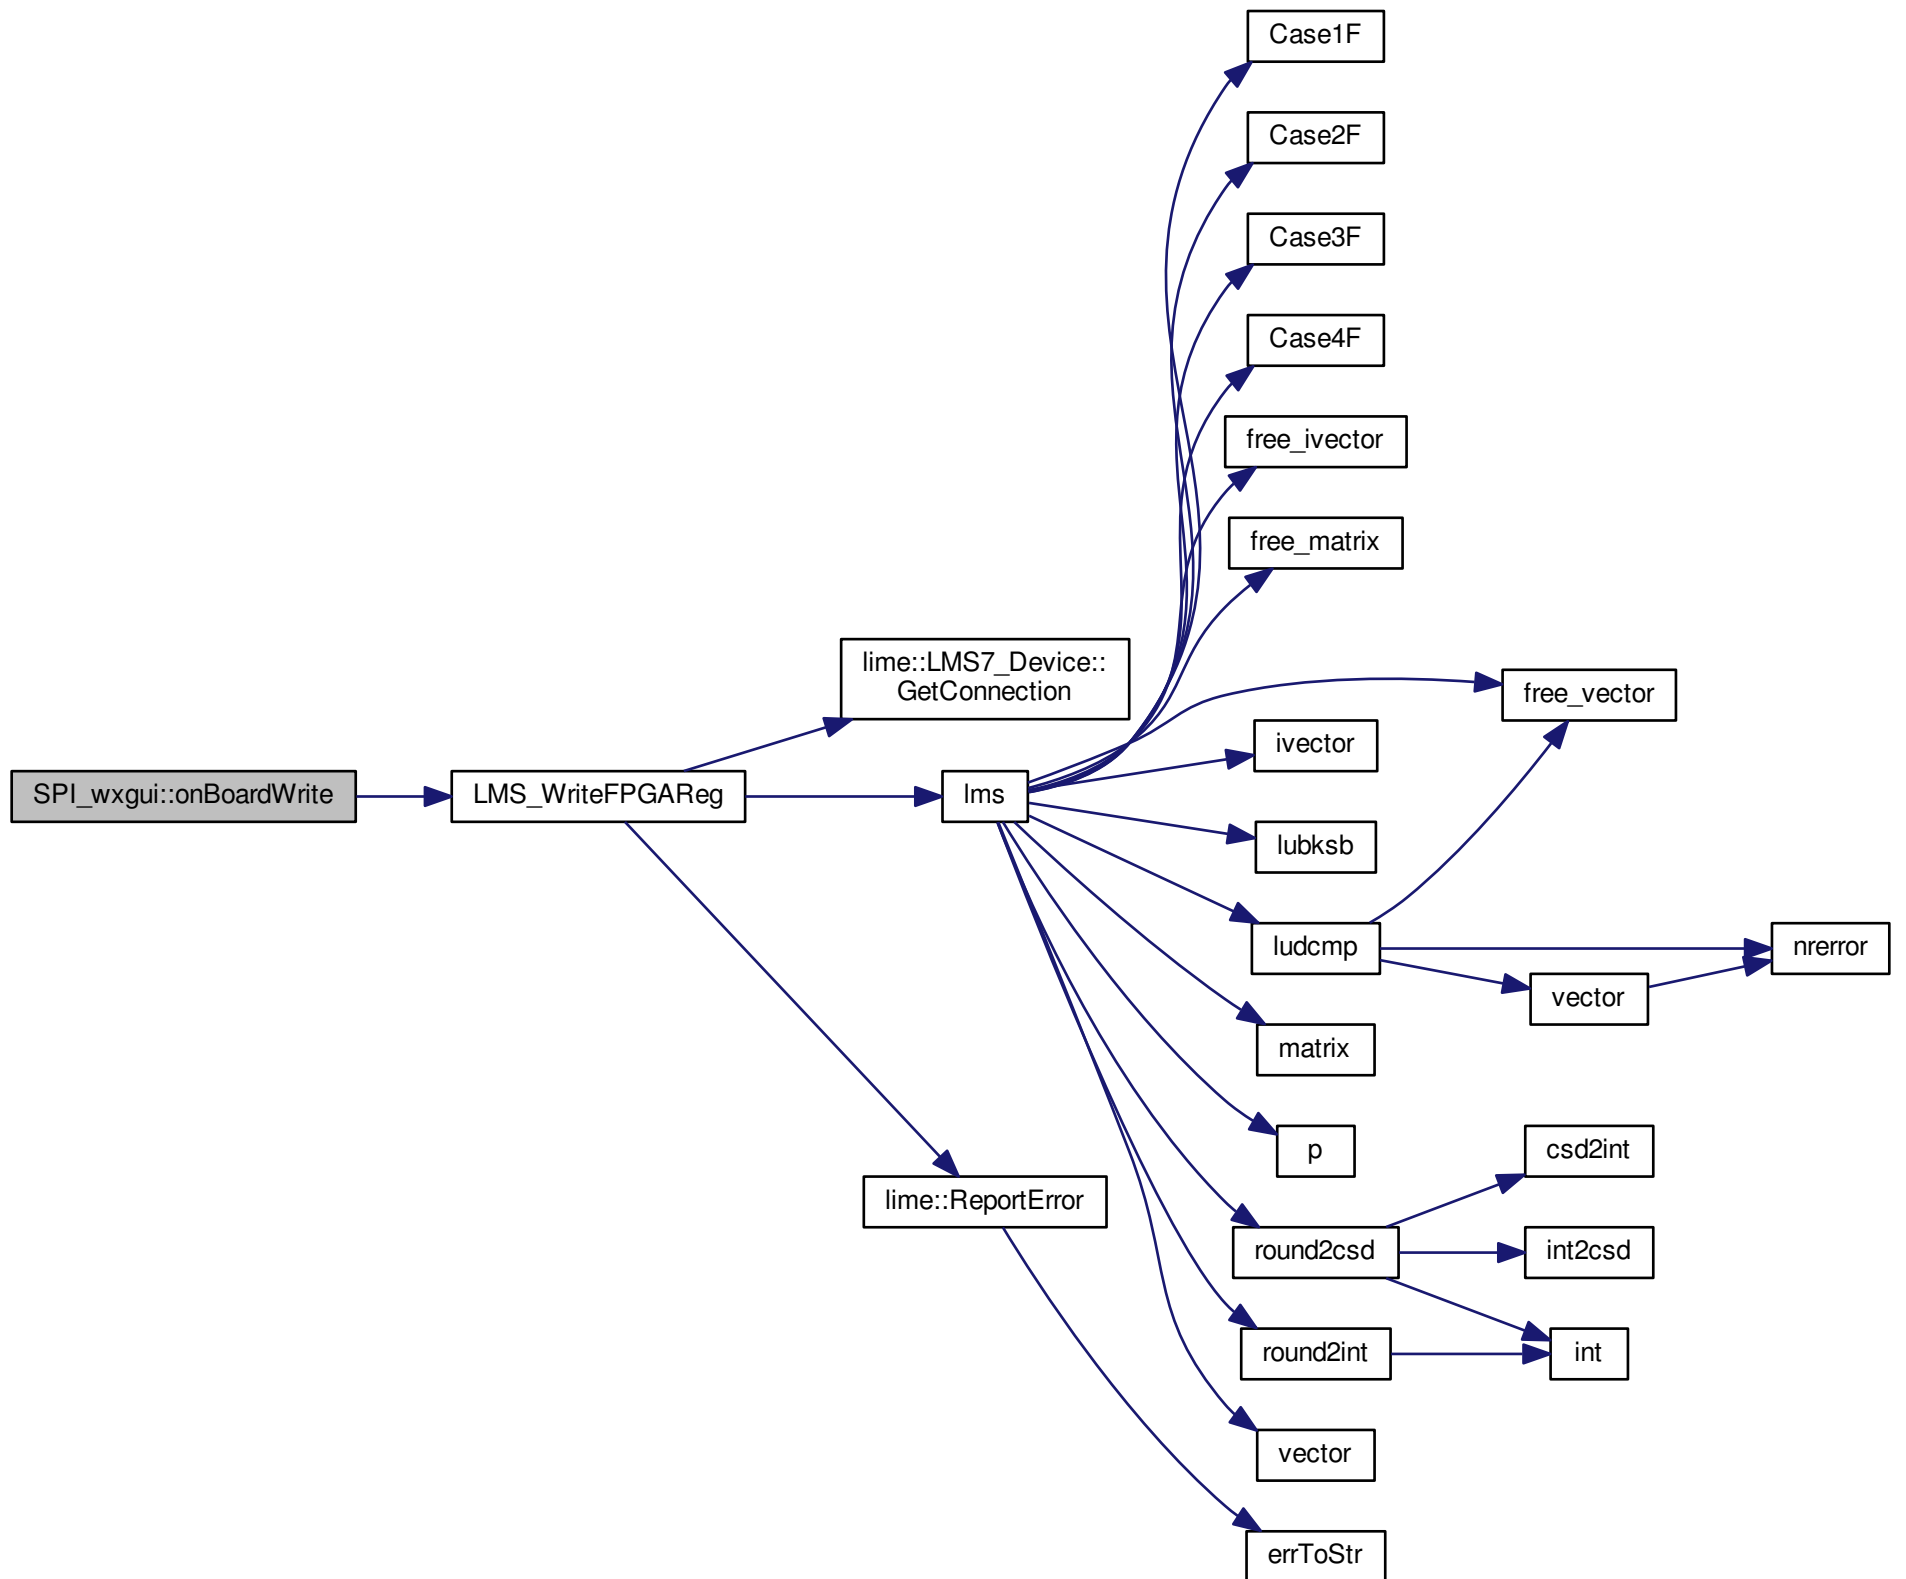 Case1F
Case2F
Case3F
Case4F
free_ivector
free_matrix
lime::LMS7_Device::
GetConnection
free_vector
ivector
SPI_wxgui::onBoardWrite
LMS_WriteFPGAReg
lms
lubksb
ludcmp
nrerror
vector
matrix
p
csd2int
lime::ReportError
round2csd
int2csd
round2int
int
vector
errToStr